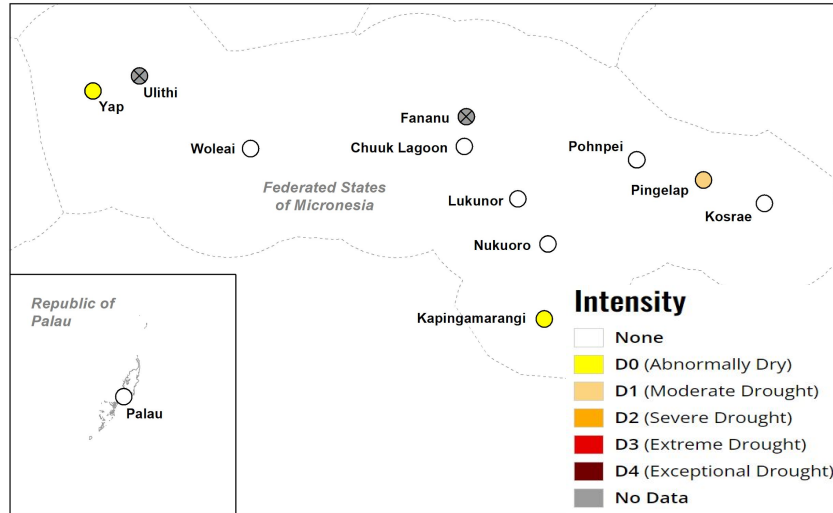 Ulithi
Yap
Fananu
Woleai
Chuuk Lagoon
Pohnpei
Pingelap
Federated States
of Micronesia
Lukunor
Kosrae
Nukuoro
Kapingamarangi
Republic of
Palau
Palau
Intensity
None
D0 (Abnormally Dry)
D1 (Moderate Drought)
D2 (Severe Drought)
D3 (Extreme Drought)
D4 (Exceptional Drought)
No Data